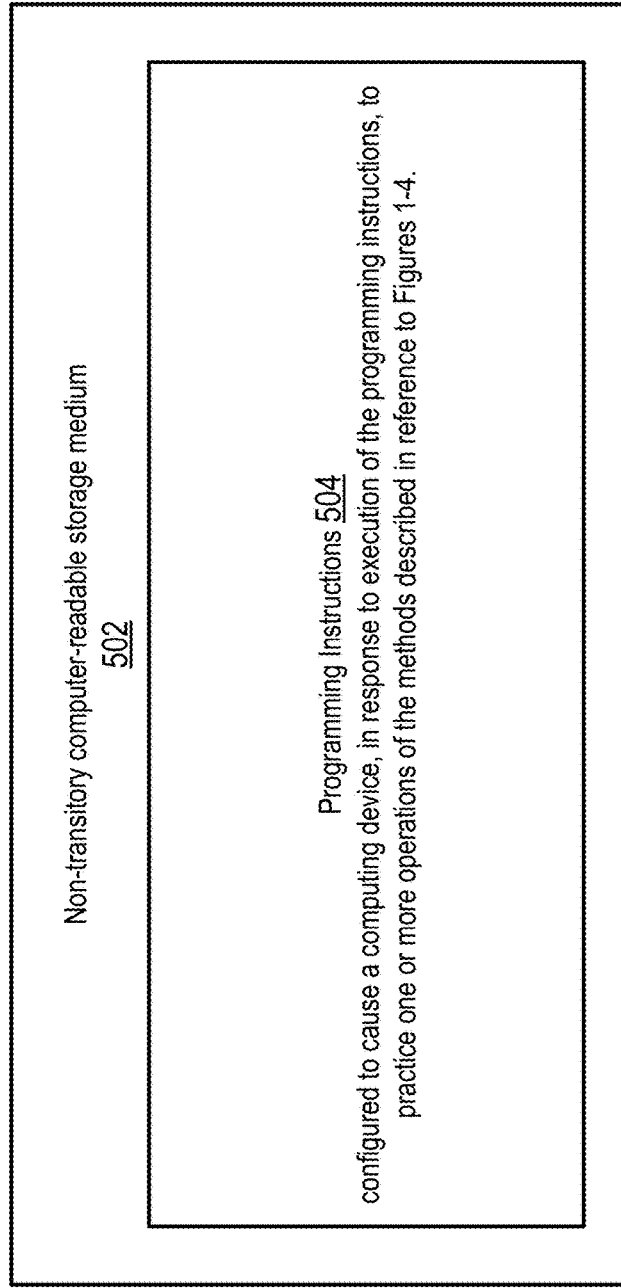 Non-transitory computer-readable storage medium
502
Programming Instructions 504
configured to cause a computing device, in response to execution of the programming instructions, to
practice one or more operations of the methods described in reference to Figures 1-4.